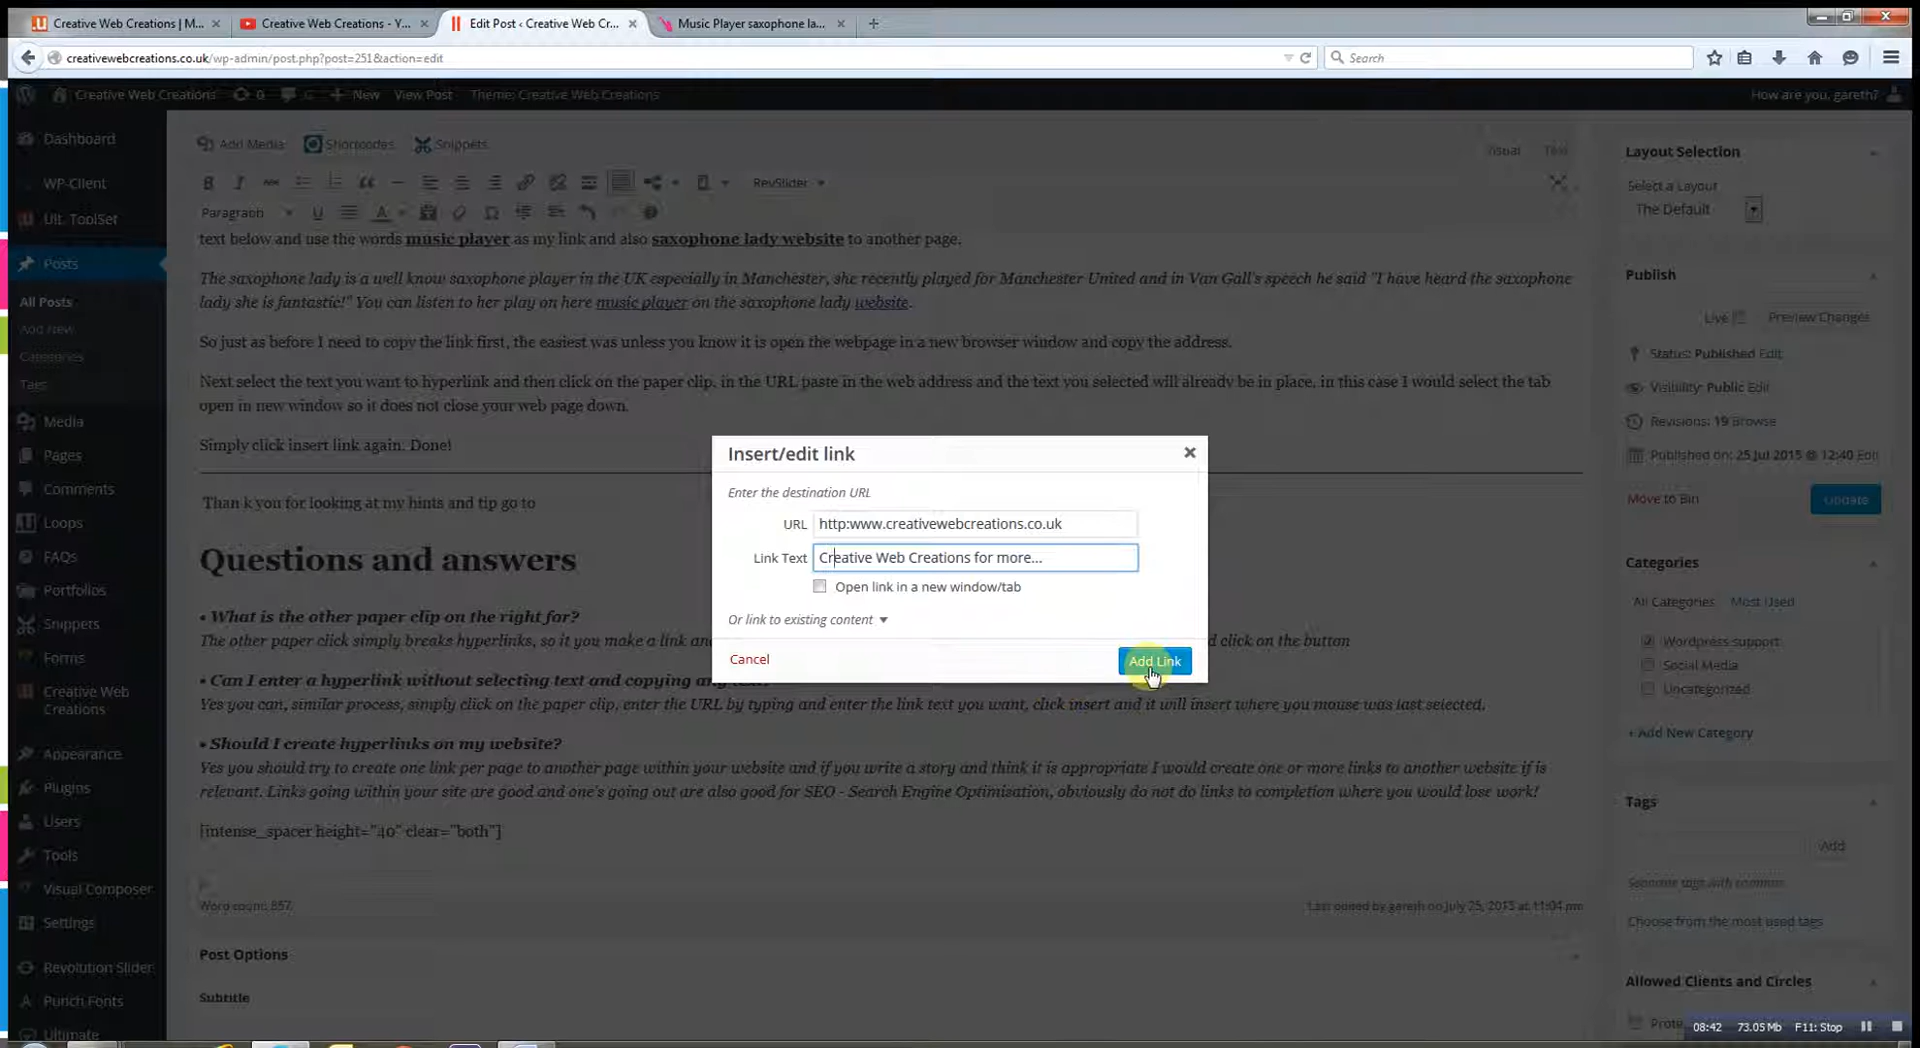 Creative Web Creations | M...
Creative Web Creations - Y...
Edit Post ‹ Creative Web Cr...
Music Player saxophone la...
creativewebcreations.co.uk/wp-admin/post.php?post=251&action=edit
Search
Creative Web Creations
0
New
View Post
Theme: Creative Web Creations
How are you, gareth?
Dashboard
WP-Client
Ult. ToolSet
Posts
All Posts
Add New
Categories
Tags
Media
Pages
Comments
Loops
FAQs
Portfolios
Snippets
Forms
Creative Web
Creations
Appearance
Plugins
Users
Tools
Visual Composer
Settings
Revolution Slider
Punch Fonts
Ultimate
Add Media
Shortcodes
Snippets
Visual
Text
RevSlider
Paragraph
text below and use the words music player as my link and also saxophone lady website to another page.
The saxophone lady is a well know saxophone player in the UK especially in Manchester, she recently played for Manchester United and in Van Gall's speech he said "I have heard the saxophone
lady she is fantastic!" You can listen to her play on here music player on the saxophone lady website.
So just as before I need to copy the link first, the easiest was unless you know it is open the webpage in a new browser window and copy the address.
Next select the text you want to hyperlink and then click on the paper clip, in the URL paste in the web address and the text you selected will already be in place, in this case I would select the tab
open in new window so it does not close your web page down.
Simply click insert link again. Done!
Than k you for looking at my hints and tip go to
Questions and answers
• What is the other paper clip on the right for?
The other paper click simply breaks hyperlinks, so it you make a link an
d click on the button
• Can I enter a hyperlink without selecting text and copying any
Yes you can, similar process, simply click on the paper clip, enter the URL by typing and enter the link text you want, click insert and it will insert where you mouse was last selected.
• Should I create hyperlinks on my website?
Yes you should try to create one link per page to another page within your website and if you write a story and think it is appropriate I would create one or more links to another website if is
relevant. Links going within your site are good and one's going out are also good for SEO - Search Engine Optimisation, obviously do not do links to completion where you would lose work!
[intense_spacer height="40" clear="both"]
Word count: 857
Last edited by gareth on July 25, 2015 at 11:04 pm
Post Options
Subtitle
Insert/edit link
Enter the destination URL
URL
http:www.creativewebcreations.co.uk
Link Text
Creative Web Creations for more...
Open link in a new window/tab
Or link to existing content
Cancel
Add Link
Layout Selection
Select a Layout
The Default
Publish
Live
Preview Changes
Status: Published Edit
Visibility: Public Edit
Revisions: 19 Browse
Published on: 25 Jul 2015 @ 12:40 Edit
Move to Bin
Update
Categories
All Categories
Most Used
Wordpress support
Social Media
Uncategorized
+ Add New Category
Tags
Add
Separate tags with commas
Choose from the most used tags
Allowed Clients and Circles
Prote
08:42
73.05 Mb
F11: Stop